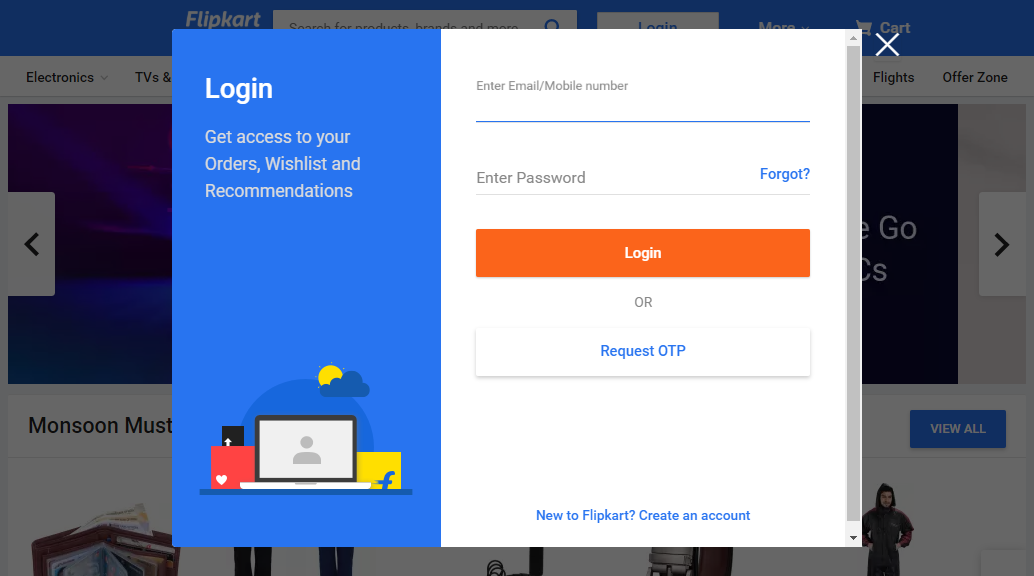 Flipkart
Search for products, brands and more
Login
More
Cart
Electronics
TVs &
Flights
Offer Zone
Login
Get access to your
Orders, Wishlist and
Recommendations
Enter Email/Mobile number
Enter Password
Forgot?
Login
OR
Request OTP
New to Flipkart? Create an account
Go
Monsoon Must
VIEW ALL